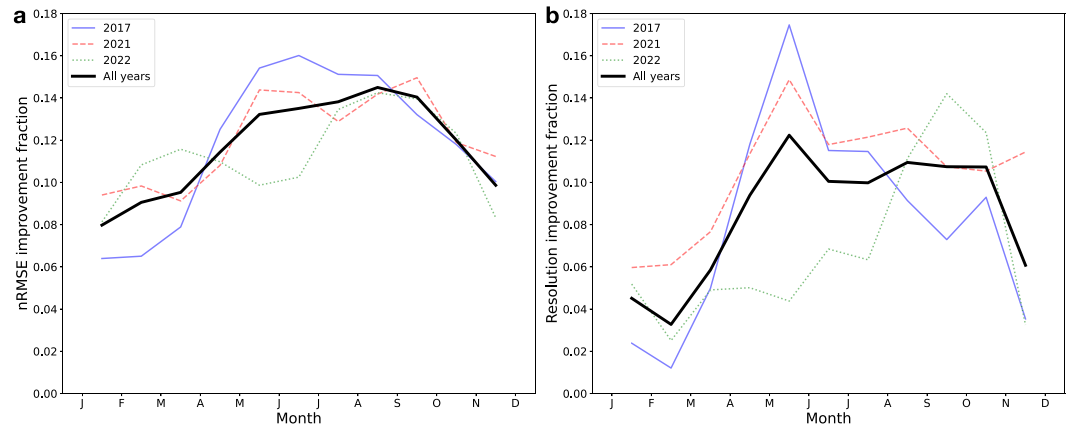 a
nRMSE improvement fraction
0.18
0.16
0.14
0.12
0.10
0.08
0.06
0.04
0.02
0.00
2017
2021
2022
All years
J F M A M J J A S O N D
Month
b
Resolution improvement fraction
0.18
0.16
0.14
0.12
0.10
0.08
0.06
0.04
0.02
0.00
2017
2021
2022
All years
J F M A M J J A S O N D
Month